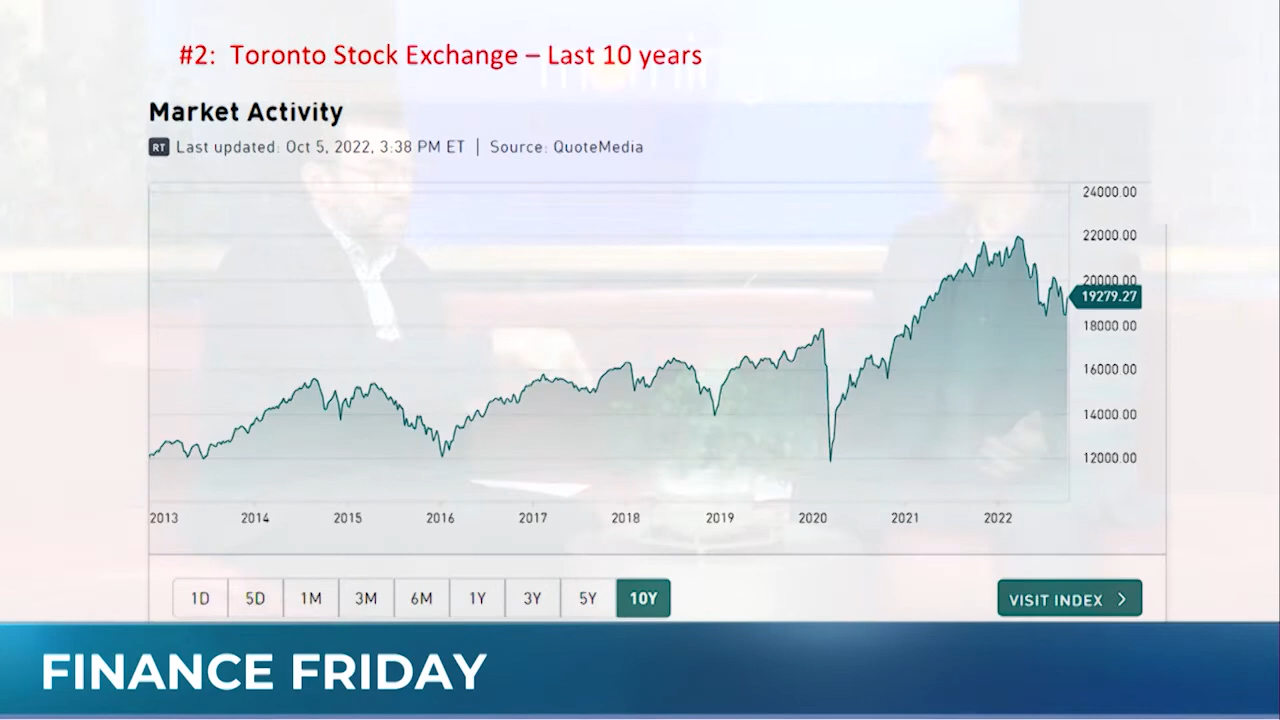 #2: Toronto Stock Exchange – Last 10 years
Market Activity
RT Last updated: Oct 5, 2022, 3:38 PM ET | Source: QuoteMedia
24000.00
22000.00
20000.00
19279.27
18000.00
16000.00
14000.00
12000.00
2013 2014 2015 2016 2017 2018 2019 2020 2021 2022
1D 5D 1M 3M 6M 1Y 3Y 5Y 10Y
VISIT INDEX >
FINANCE FRIDAY